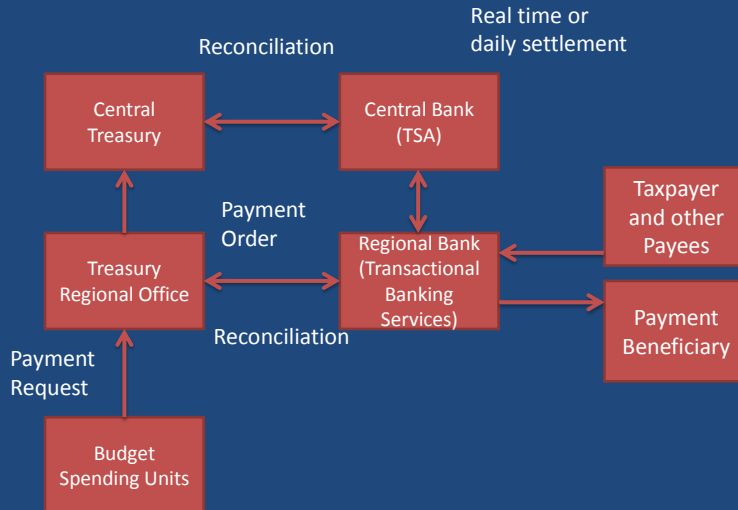 Real time or
daily settlement
Reconciliation
Central
Treasury
Central Bank
(TSA)
Taxpayer
and other
Payees
Payment
Order
Treasury
Regional Office
Regional Bank
(Transactional
Banking
Services)
Reconciliation
Payment
Beneficiary
Payment
Request
Budget
Spending Units